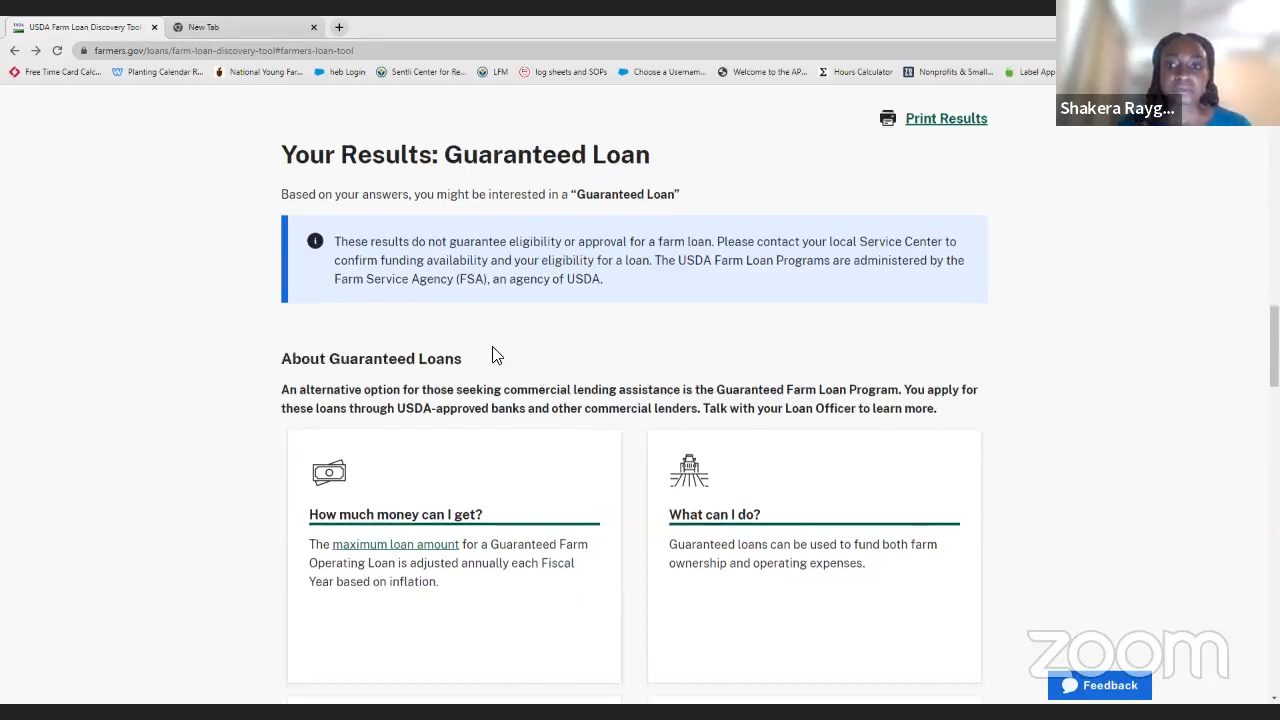 USDA Farm Loan Discovery Tool
New Tab
farmers.gov/loans/farm-loan-discovery-tool#farmers-loan-tool
Free Time Card Calc...
Planting Calendar R...
National Young Far...
heb Login
Sentli Center for Re...
LFM
log sheets and SOPs
Choose a Usernam...
Welcome to the AP...
Hours Calculator
Nonprofits & Small...
Label App
Shakera Rayg...
Print Results
Your Results: Guaranteed Loan
Based on your answers, you might be interested in a “Guaranteed Loan”
These results do not guarantee eligibility or approval for a farm loan. Please contact your local Service Center to
confirm funding availability and your eligibility for a loan. The USDA Farm Loan Programs are administered by the
Farm Service Agency (FSA), an agency of USDA.
About Guaranteed Loans
An alternative option for those seeking commercial lending assistance is the Guaranteed Farm Loan Program. You apply for
these loans through USDA-approved banks and other commercial lenders. Talk with your Loan Officer to learn more.
How much money can I get?
The maximum loan amount for a Guaranteed Farm
Operating Loan is adjusted annually each Fiscal
Year based on inflation.
What can I do?
Guaranteed loans can be used to fund both farm
ownership and operating expenses.
zoom
Feedback